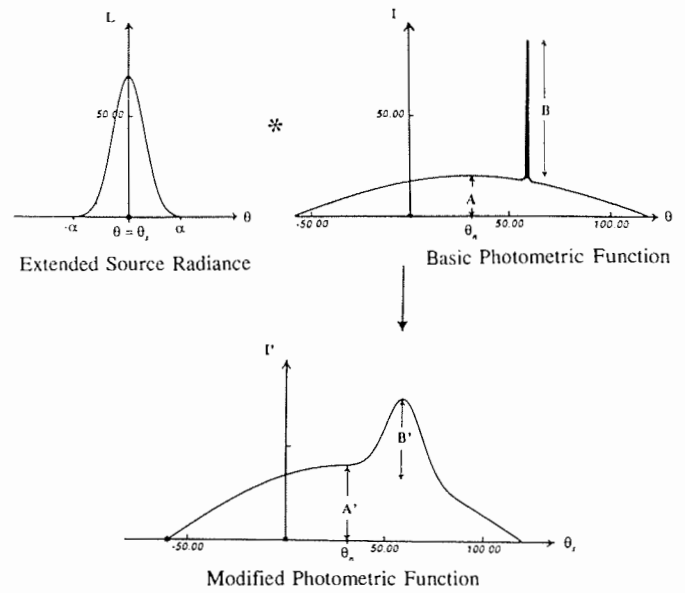 L
50.00
-α
θ = θs
α
θ
Extended Source Radiance
*
I
50.00
B
A
-50.00
θn
50.00
100.00
θ
Basic Photometric Function
I'
B'
A'
-50.00
θn
50.00
100.00
θs
Modified Photometric Function